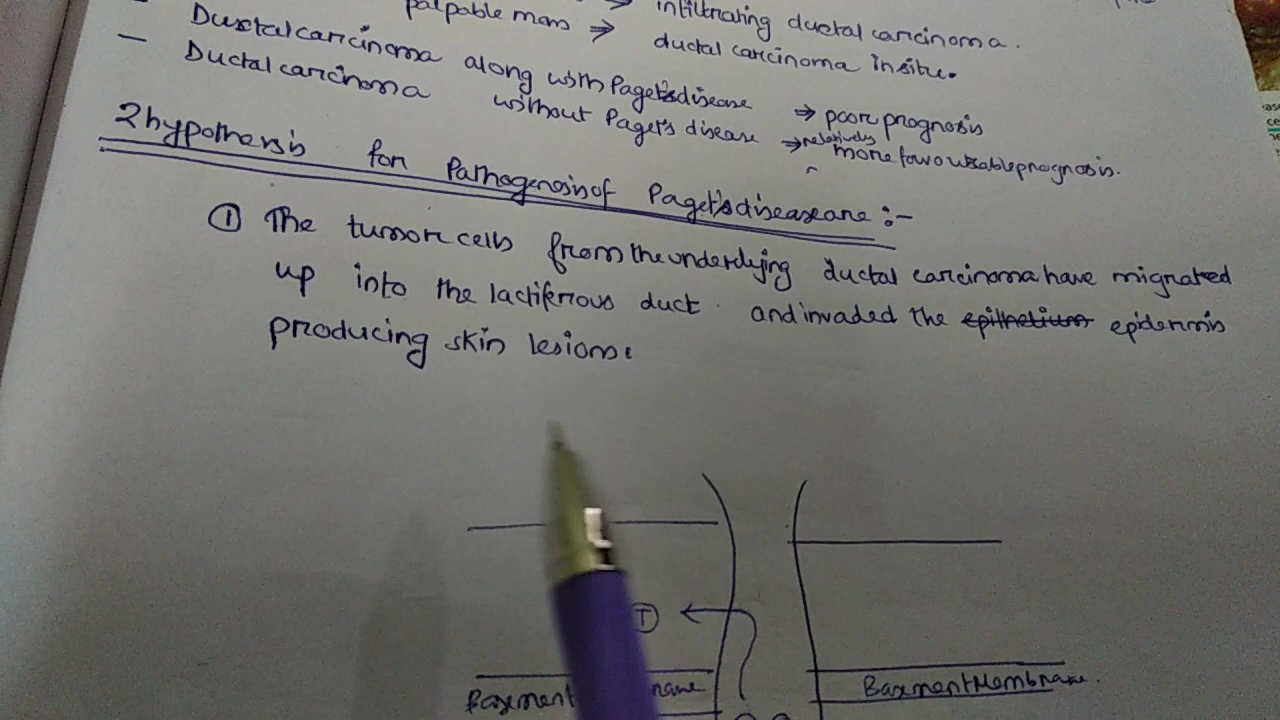 palpable mass ⇒ infiltrating ductal carcinoma.
ductal carcinoma insitu.
Ductal carcinoma along with Paget's disease ⇒ poor prognosis
– Ductal carcinoma without Paget's disease → relatively more favourable prognosis.
2 hypothesis for Pathogenosis of Paget's disease are :-
① The tumor cells from the underlying ductal carcinoma have migrated
up into the lactiferous duct. and invaded the epithelium epidermis
producing skin lesions.
T
Basement
nane
Basement Membrane.